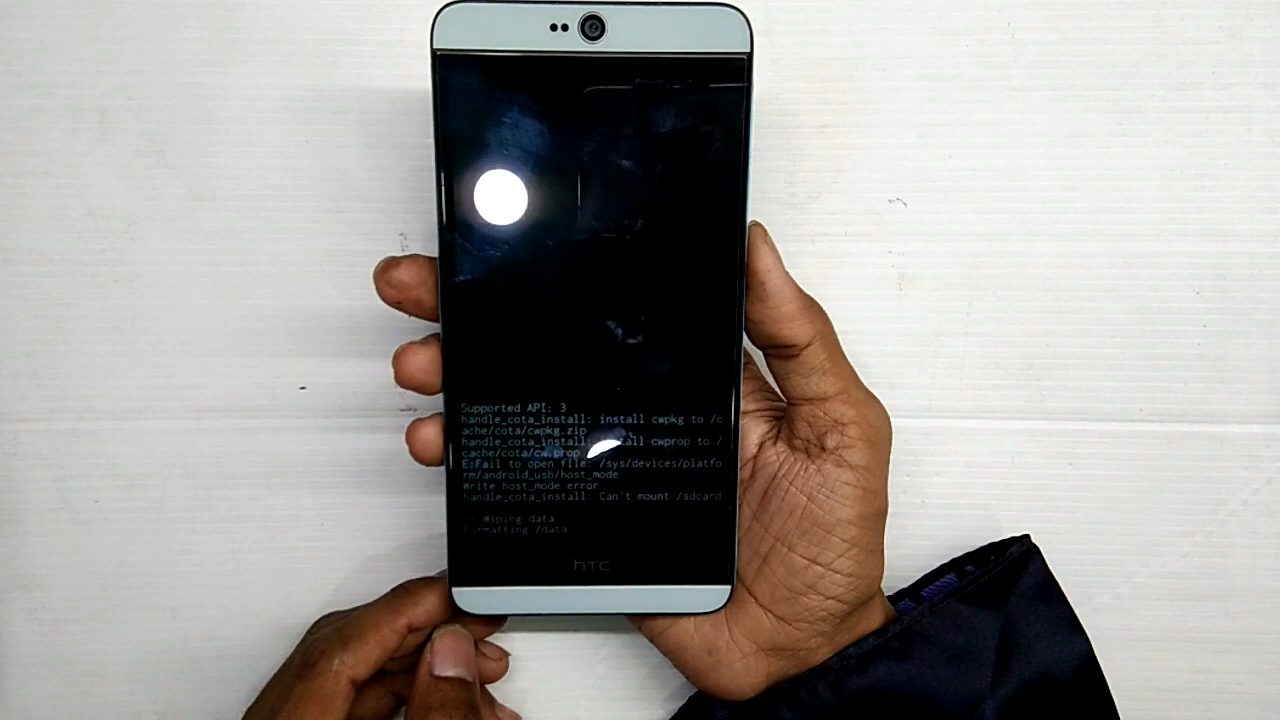 Supported API: 3
handle_cota_install: install cwpkg to /c
ache/cota/cwpkg.zip
handle_cota_install: install cwprop to /
cache/cota/cw.prop
E:Fail to open file: /sys/devices/platfo
rm/android_usb/host_mode
Write host_mode error
handle_cota_install: Can't mount /sdcard
-- Wiping data
Formatting /data
hTC